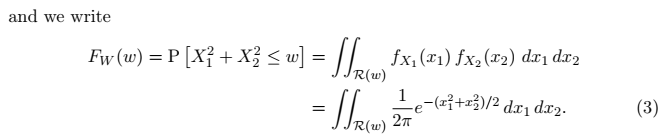 and we write
F_W(w) = P [X_1^2 + X_2^2 ≤ w] = ∬_{R(w)} f_{X_1}(x_1) f_{X_2}(x_2) dx_1 dx_2
= ∬_{R(w)} \frac{1}{2π} e^{-(x_1^2+x_2^2)/2} dx_1 dx_2. (3)